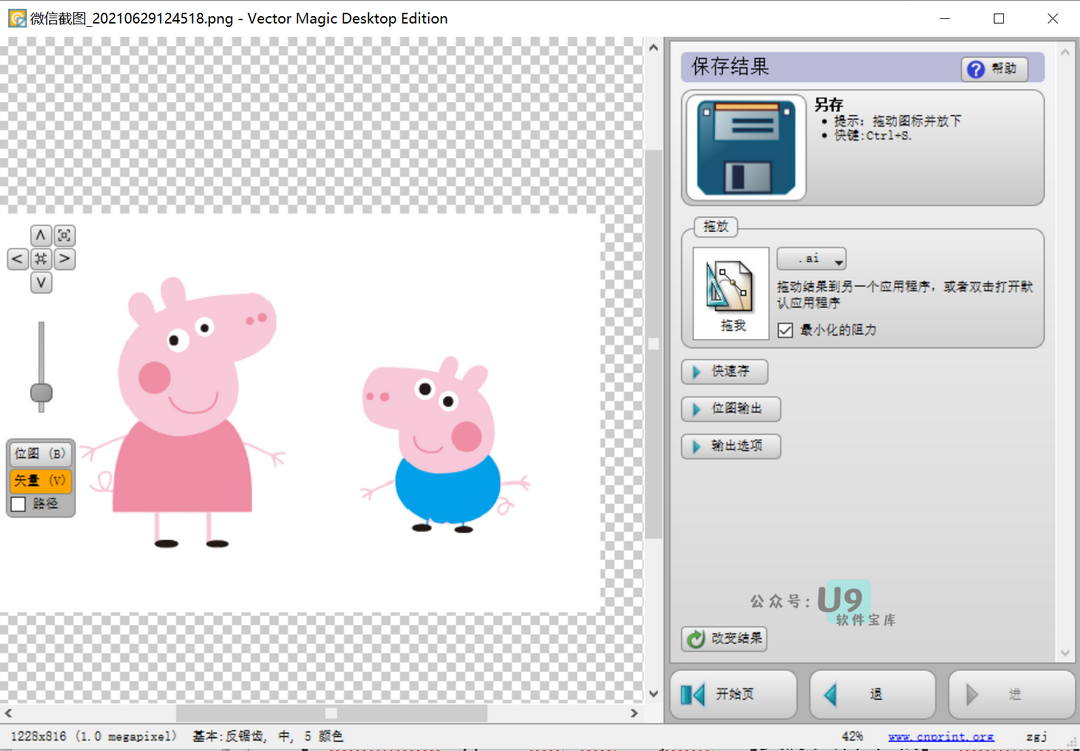 微信截图_20210629124518.png - Vector Magic Desktop Edition
位图 (B)
矢量 (V)
路径
保存结果
帮助
另存
提示: 拖动图标并放下
快键:Ctrl+S.
拖放
.ai
拖动结果到另一个应用程序, 或者双击打开默
认应用程序
拖我
最小化的阻力
快速存
位图输出
输出选项
公众号: U9
软件宝库
改变结果
开始页
退
进
1228x816 (1.0 megapixel)
基本:反锯齿, 中, 5 颜色
42%
www.cnprint.org
zgj